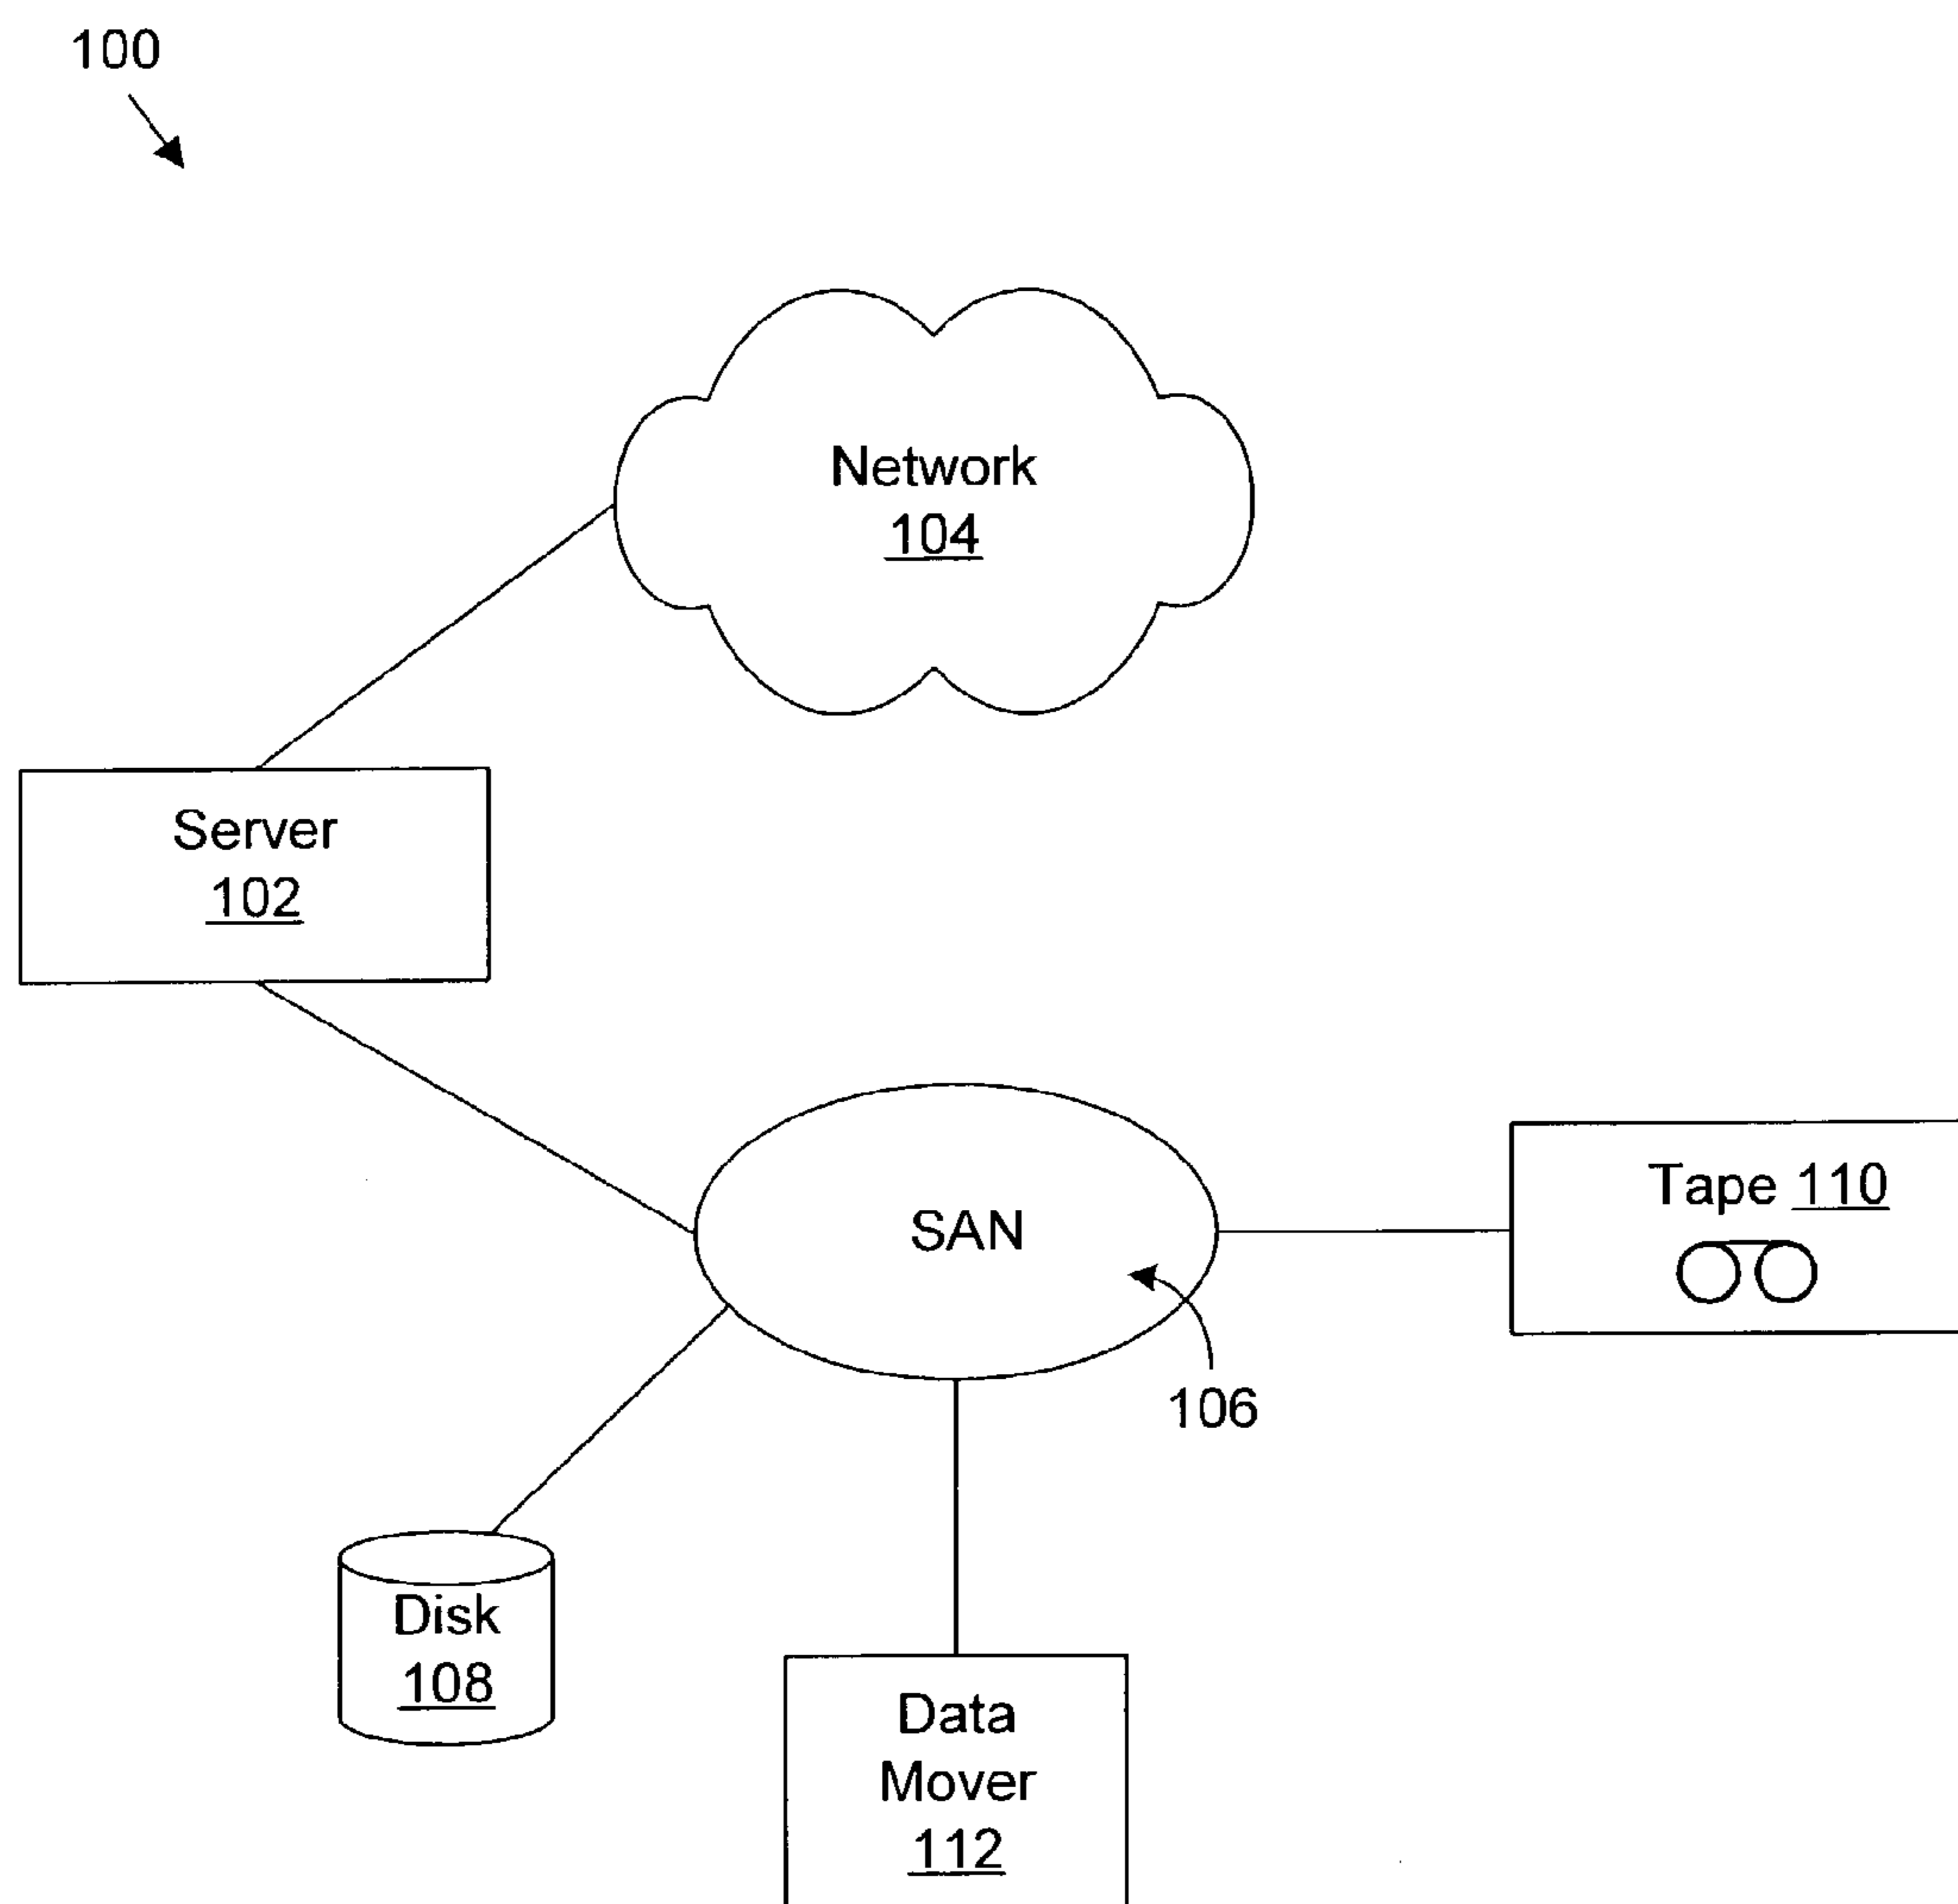 100
Network
104
Server
102
SAN
Tape 110
106
Disk
108
Data
Mover
112